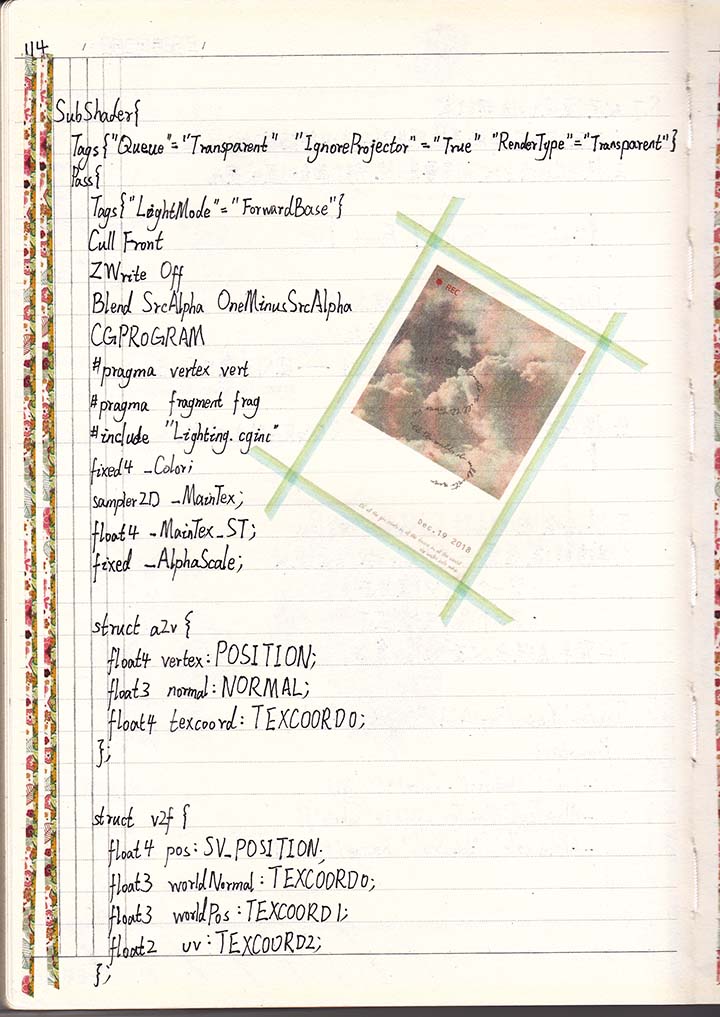 114
SubShader{
Tags{"Queue"="Transparent" "IgnoreProjector"="True" "RenderType"="Transparent"}
Pass{
Tags{"LightMode"="ForwardBase"}
Cull Front
ZWrite Off
Blend SrcAlpha OneMinusSrcAlpha
CGPROGRAM
#pragma vertex vert
#pragma fragment frag
#include "Lighting.cginc"
fixed4 _Color;
sampler2D _MainTex;
float4 _MainTex_ST;
fixed _AlphaScale;
struct a2v {
float4 vertex: POSITION;
float3 normal: NORMAL;
float4 texcoord: TEXCOORD0;
};
struct v2f {
float4 pos: SV_POSITION;
float3 worldNormal: TEXCOORD0;
float3 worldPos: TEXCOORD1;
float2 uv: TEXCOORD2;
};
REC
Dec.19 2018